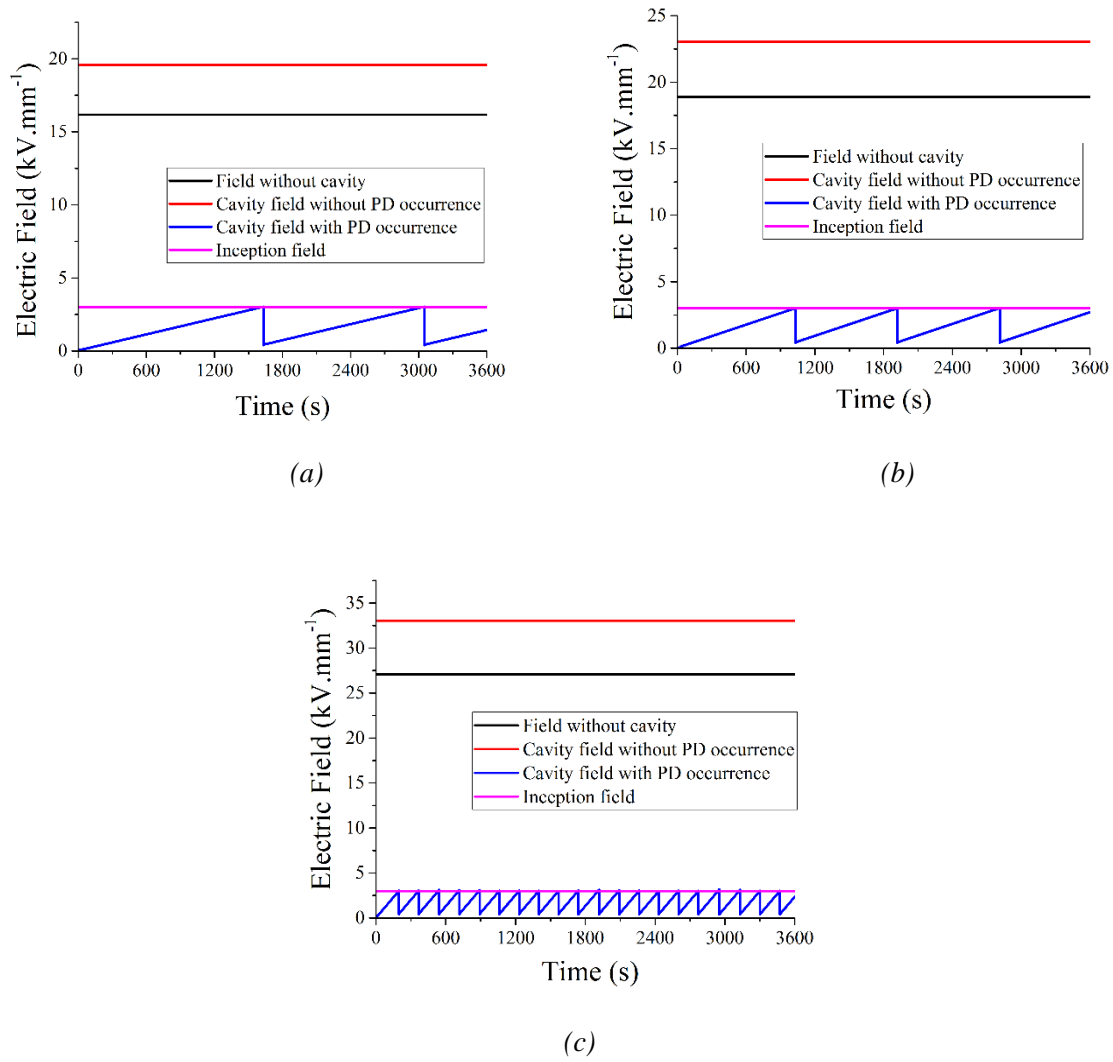 20
15
10
5
0
Electric Field (kV.mm-1)
Field without cavity
Cavity field without PD occurrence
Cavity field with PD occurrence
Inception field
0 600 1200 1800 2400 3000 3600
Time (s)
(a)
25
20
15
10
5
0
Electric Field (kV.mm-1)
Field without cavity
Cavity field without PD occurrence
Cavity field with PD occurrence
Inception field
0 600 1200 1800 2400 3000 3600
Time (s)
(b)
35
30
25
20
15
10
5
0
Electric Field (kV.mm-1)
Field without cavity
Cavity field without PD occurrence
Cavity field with PD occurrence
Inception field
0 600 1200 1800 2400 3000 3600
Time (s)
(c)